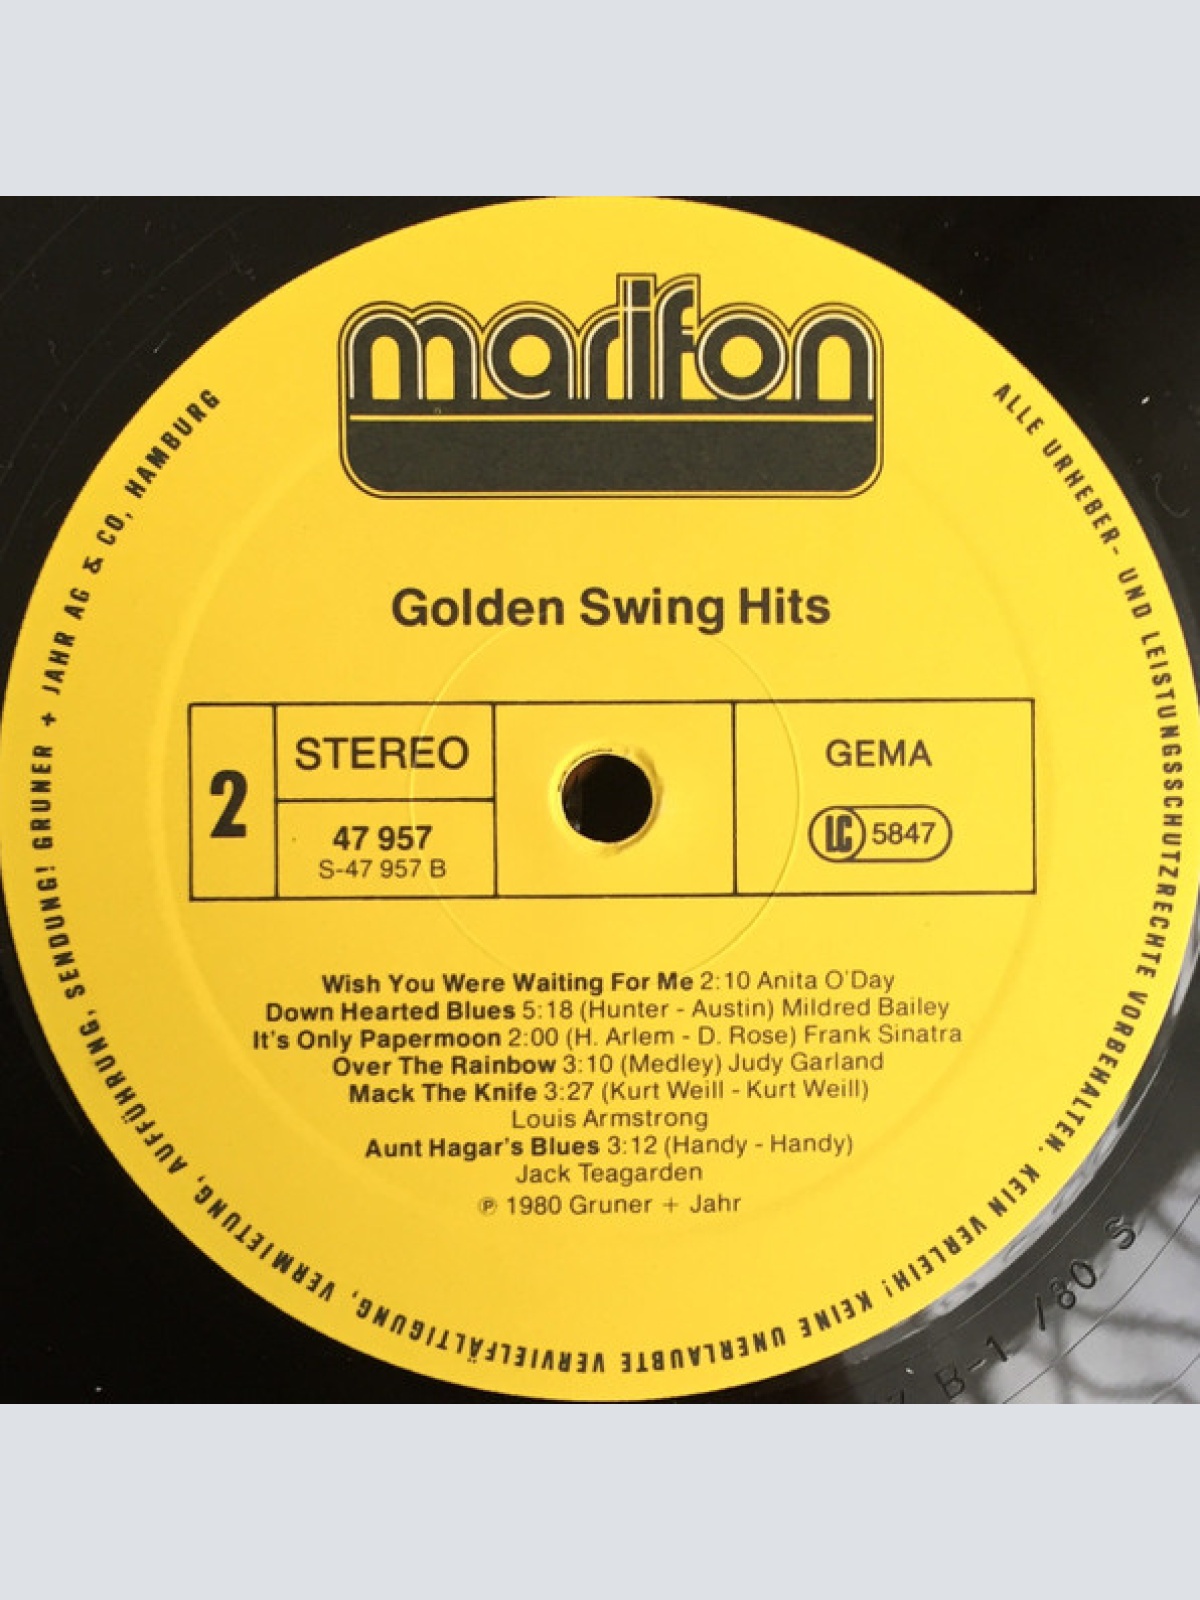 marifon
Golden Swing Hits
2
STEREO
47 957
S-47 957 B
GEMA
LC 5847
Wish You Were Waiting For Me 2:10 Anita O'Day
Down Hearted Blues 5:18 (Hunter - Austin) Mildred Bailey
It's Only Papermoon 2:00 (H. Arlem - D. Rose) Frank Sinatra
Over The Rainbow 3:10 (Medley) Judy Garland
Mack The Knife 3:27 (Kurt Weill - Kurt Weill)
Louis Armstrong
Aunt Hagar's Blues 3:12 (Handy - Handy)
Jack Teagarden
℗ 1980 Gruner + Jahr
ALLE URHEBER- UND LEISTUNGSSCHUTZRECHTE VORBEHALTEN. KEIN VERLEIH! KEINE UNERLAUBTE VERVIELFÄLTIGUNG, VERMIETUNG, AUFFÜHRUNG, SENDUNG! GRUNER + JAHR AG & CO, HAMBURG
B-1 /80 S